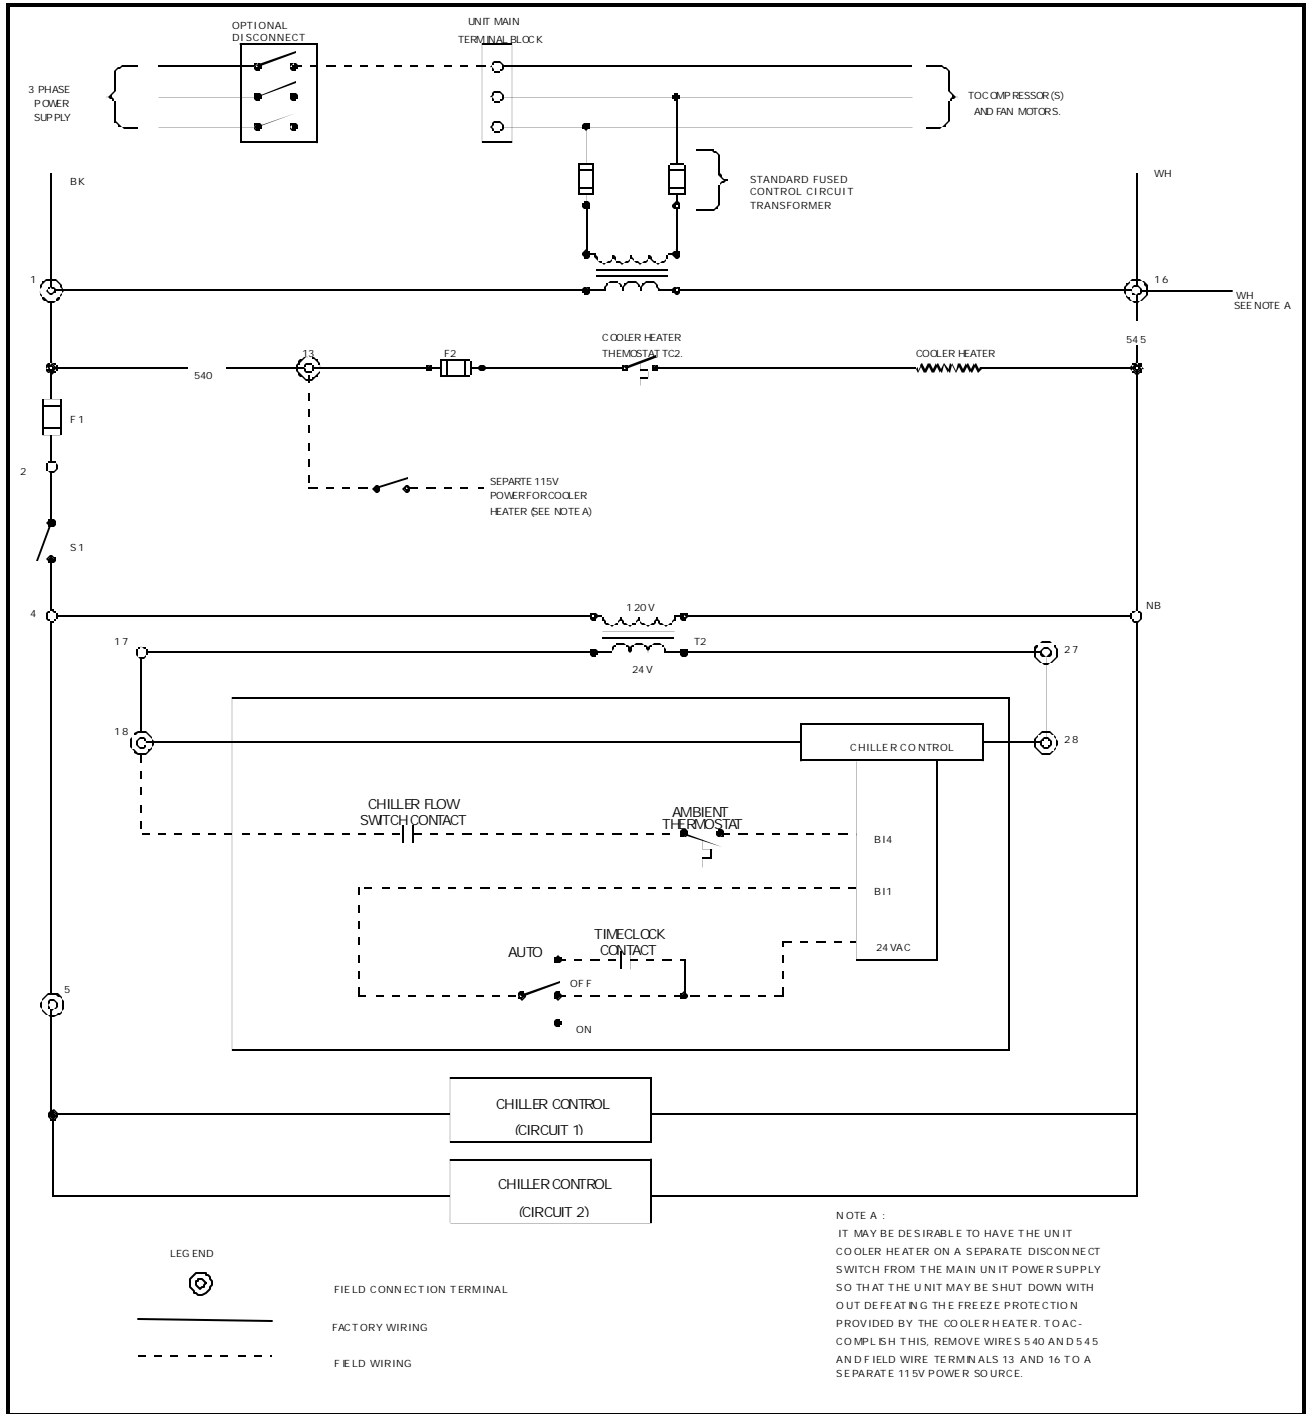 OPTIONAL
DISCONNECT
UNIT MAIN
TERMINAL BLOCK
3 PHASE
POWER
SUPPLY
TO COMPRESSOR(S)
AND FAN MOTORS.
BK
STANDARD FUSED
CONTROL CIRCUIT
TRANSFORMER
WH
1
16
WH
SEE NOTE A
545
COOLER HEATER
THEMOSTAT TC2.
COOLER HEATER
13
F2
540
F1
2
SEPARTE 115V
POWER FOR COOLER
HEATER (SEE NOTE A)
S1
4
120V
NB
17
T2
27
24V
18
CHILLER CONTROL
28
CHILLER FLOW
SWITCH CONTACT
AMBIENT
THERMOSTAT
BI4
BI1
TIMECLOCK
CONTACT
24VAC
AUTO
OFF
5
ON
CHILLER CONTROL
(CIRCUIT 1)
CHILLER CONTROL
(CIRCUIT 2)
LEGEND
FIELD CONNECTION TERMINAL
FACTORY WIRING
FIELD WIRING
NOTE A :
IT MAY BE DESIRABLE TO HAVE THE UNIT
COOLER HEATER ON A SEPARATE DISCONNECT
SWITCH FROM THE MAIN UNIT POWER SUPPLY
SO THAT THE UNIT MAY BE SHUT DOWN WITH
OUT DEFEATING THE FREEZE PROTECTION
PROVIDED BY THE COOLER HEATER. TO AC-
COMPLISH THIS, REMOVE WIRES 540 AND 545
AND FIELD WIRE TERMINALS 13 AND 16 TO A
SEPARATE 115V POWER SOURCE.